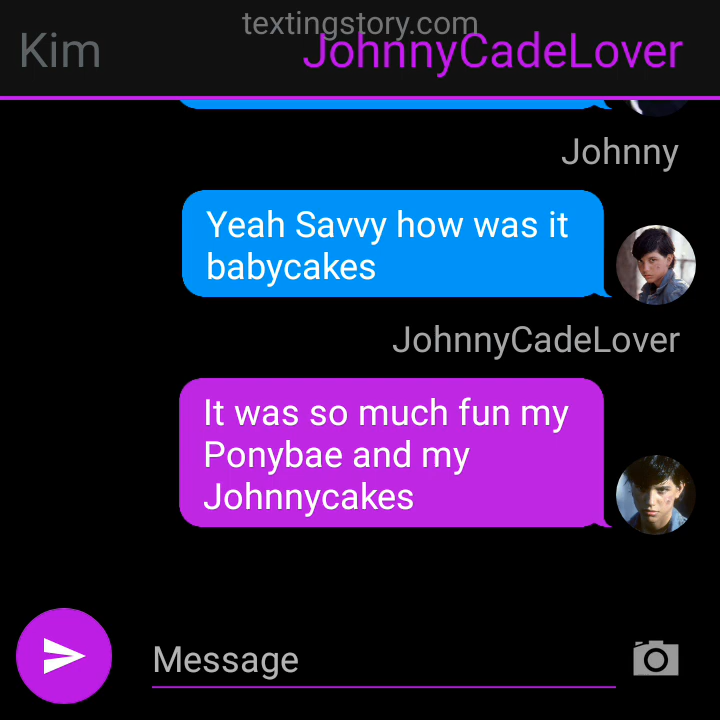 textingstory.com
Kim JohnnyCadeLover
Johnny
Yeah Savvy how was it
babycakes
JohnnyCadeLover
It was so much fun my
Ponybae and my
Johnnycakes
Message